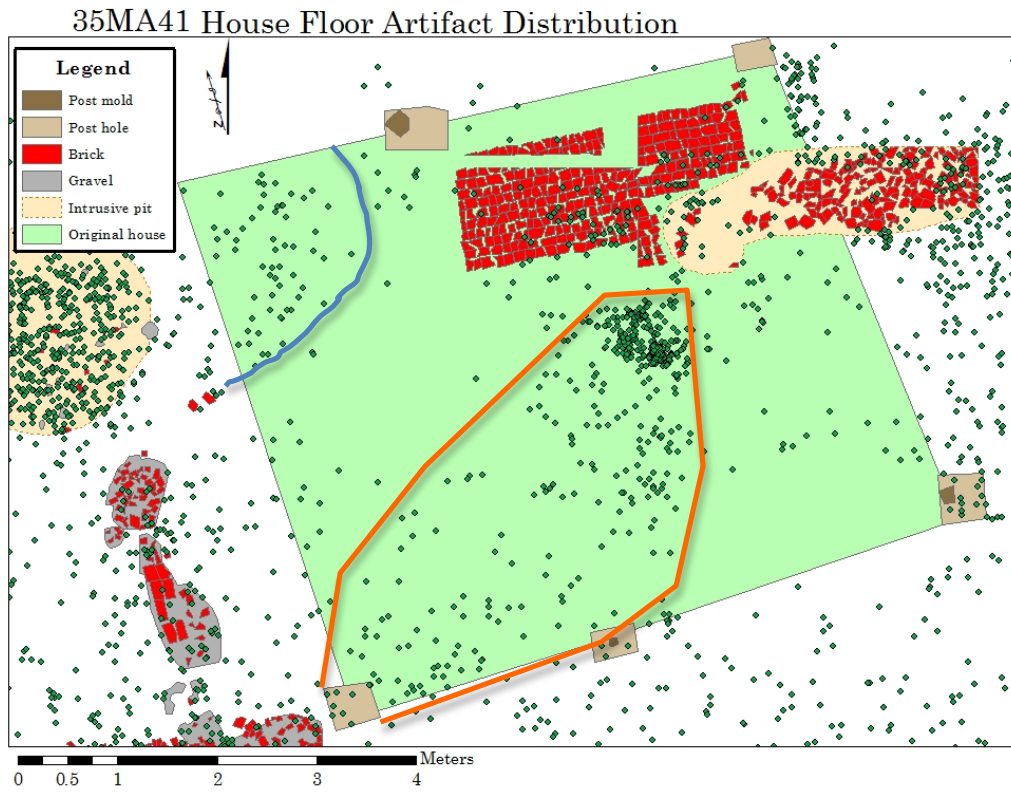 35MA41 House Floor Artifact Distribution
Legend
Post mold
Post hole
Brick
Gravel
Intrusive pit
Original house
N
Meters
0 0.5 1 2 3 4